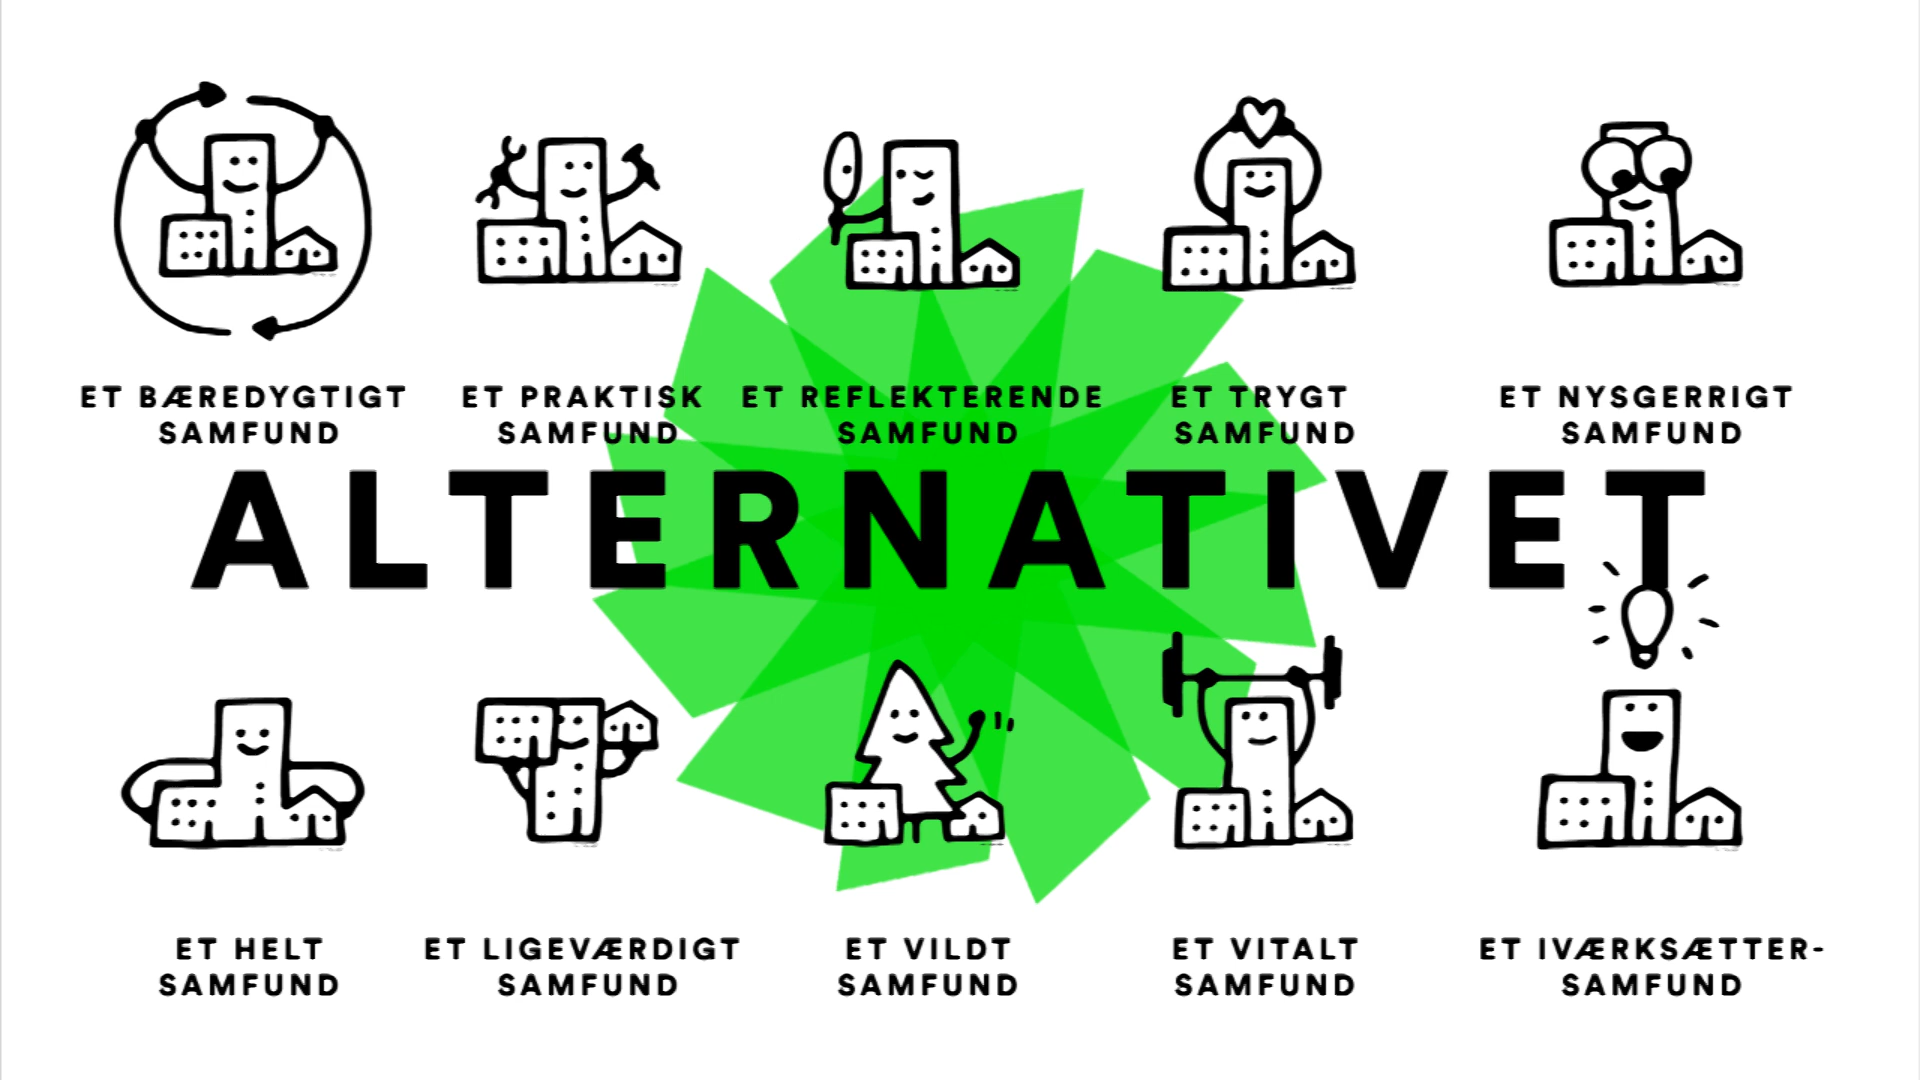 ET BÆREDYGTIGT
SAMFUND
ET PRAKTISK
SAMFUND
ET REFLEKTERENDE
SAMFUND
ET TRYGT
SAMFUND
ET NYSGERRIGT
SAMFUND
ALTERNATIVET
ET HELT
SAMFUND
ET LIGEVÆRDIGT
SAMFUND
ET VILDT
SAMFUND
ET VITALT
SAMFUND
ET IVÆRKSÆTTER-
SAMFUND